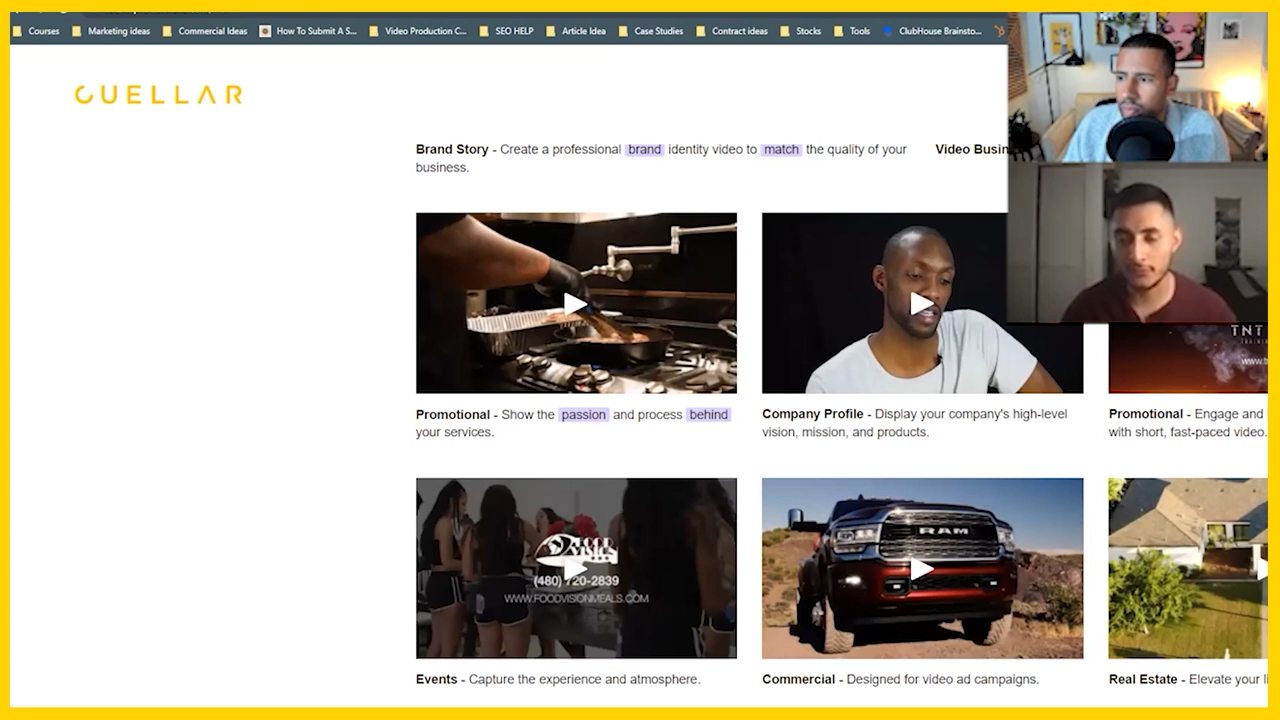 Courses
Marketing ideas
Commercial Ideas
How To Submit A S...
Video Production C...
SEO HELP
Article Idea
Case Studies
Contract ideas
Stocks
Tools
ClubHouse Brainsto...
CUELLAR
Brand Story - Create a professional brand identity video to match the quality of your
business.
Video Busin
TNT
Promotional - Show the passion and process behind
your services.
Company Profile - Display your company's high-level
vision, mission, and products.
Promotional - Engage and
with short, fast-paced video.
FOOD
VISION
(480) 720-2839
WWW.FOODVISIONMEALS.COM
RAM
Events - Capture the experience and atmosphere.
Commercial - Designed for video ad campaigns.
Real Estate - Elevate your li